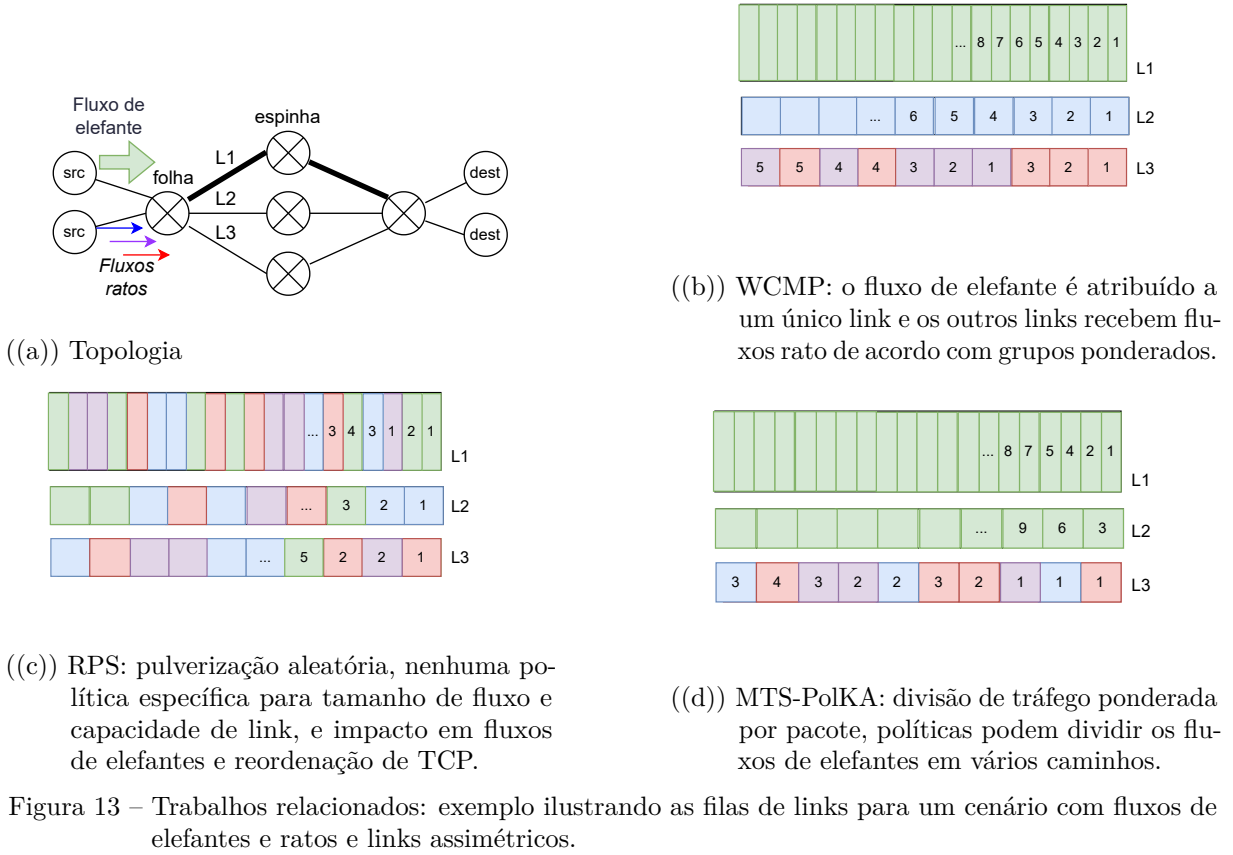 Fluxo de
elefante
espinha
src
folha
L1
L2
L3
src
Fluxos
ratos
dest
dest
((a)) Topologia
... 8 7 6 5 4 3 2 1
L1
... 6 5 4 3 2 1 L2
5 5 4 4 3 2 1 3 2 1 L3
((b)) WCMP: o fluxo de elefante é atribuído a
um único link e os outros links recebem flu-
xos rato de acordo com grupos ponderados.
... 3 4 3 1 2 1
L1
... 3 2 1 L2
... 5 2 2 1 L3
((c)) RPS: pulverização aleatória, nenhuma po-
lítica específica para tamanho de fluxo e
capacidade de link, e impacto em fluxos
de elefantes e reordenação de TCP.
... 8 7 5 4 2 1
L1
... 9 6 3 L2
3 4 3 2 2 3 2 1 1 1 L3
((d)) MTS-PolKA: divisão de tráfego ponderada
por pacote, políticas podem dividir os flu-
xos de elefantes em vários caminhos.
Figura 13 – Trabalhos relacionados: exemplo ilustrando as filas de links para um cenário com fluxos de
elefantes e ratos e links assimétricos.